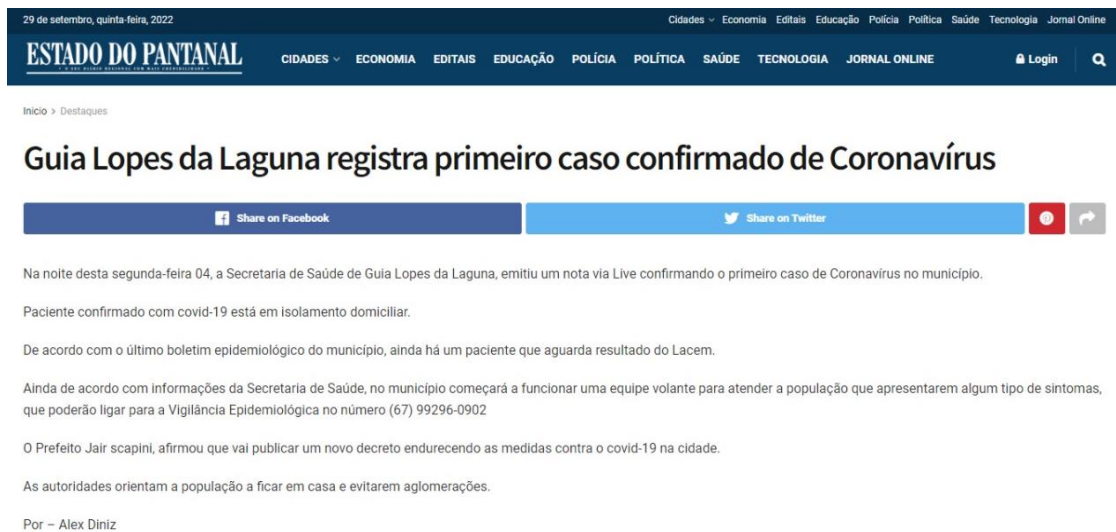 29 de setembro, quinta-feira, 2022
Cidades Economia Editais Educação Polícia Política Saúde Tecnologia Jornal Online
ESTADO DO PANTANAL
O SEU DIÁRIO REGIONAL COM MAIS CREDIBILIDADE
CIDADES ECONOMIA EDITAIS EDUCAÇÃO POLÍCIA POLÍTICA SAÚDE TECNOLOGIA JORNAL ONLINE Login
Início > Destaques
Guia Lopes da Laguna registra primeiro caso confirmado de Coronavírus
Share on Facebook Share on Twitter
Na noite desta segunda-feira 04, a Secretaria de Saúde de Guia Lopes da Laguna, emitiu um nota via Live confirmando o primeiro caso de Coronavírus no município.
Paciente confirmado com covid-19 está em isolamento domiciliar.
De acordo com o último boletim epidemiológico do município, ainda há um paciente que aguarda resultado do Lacem.
Ainda de acordo com informações da Secretaria de Saúde, no município começará a funcionar uma equipe volante para atender a população que apresentarem algum tipo de sintomas,
que poderão ligar para a Vigilância Epidemiológica no número (67) 99296-0902
O Prefeito Jair scapini, afirmou que vai publicar um novo decreto endurecendo as medidas contra o covid-19 na cidade.
As autoridades orientam a população a ficar em casa e evitarem aglomerações.
Por – Alex Diniz